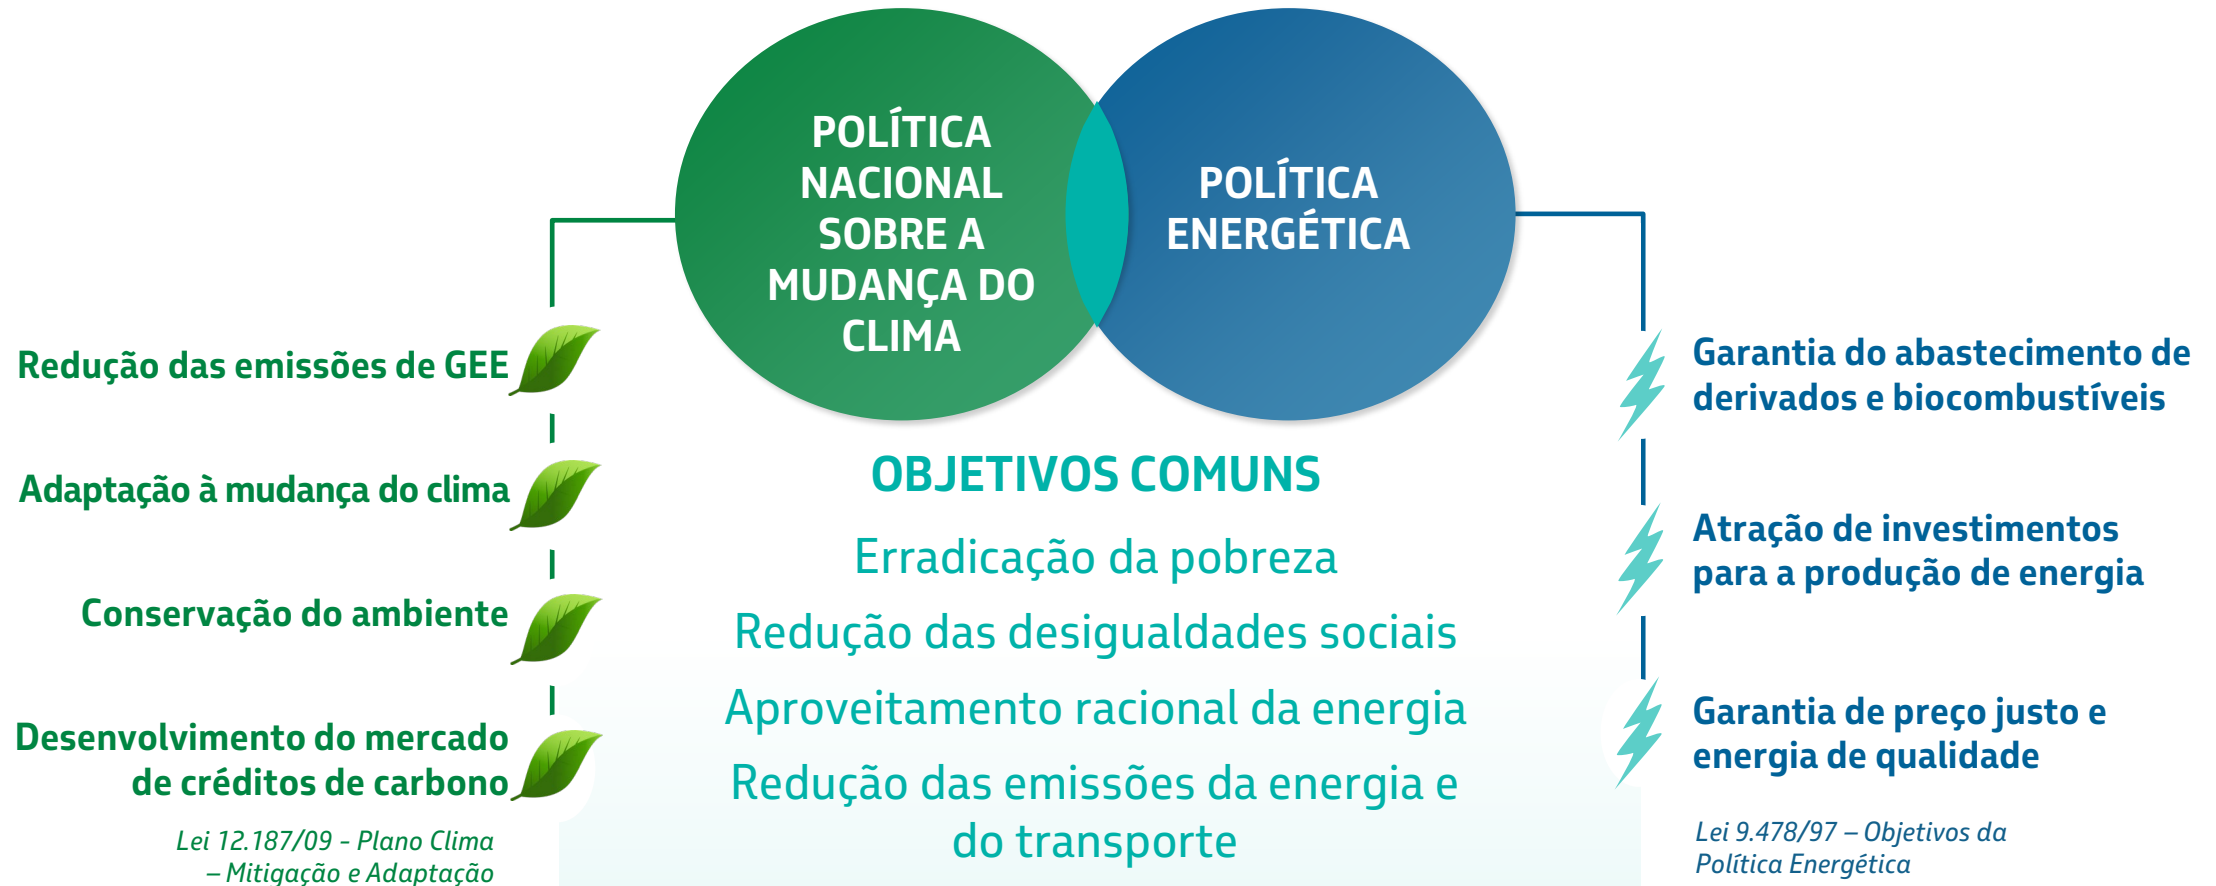 POLÍTICA
NACIONAL
SOBRE A
MUDANÇA DO
CLIMA
POLÍTICA
ENERGÉTICA
Redução das emissões de GEE
Adaptação à mudança do clima
Conservação do ambiente
Desenvolvimento do mercado
de créditos de carbono
Lei 12.187/09 - Plano Clima
– Mitigação e Adaptação
OBJETIVOS COMUNS
Erradicação da pobreza
Redução das desigualdades sociais
Aproveitamento racional da energia
Redução das emissões da energia e
do transporte
Garantia do abastecimento de
derivados e biocombustíveis
Atração de investimentos
para a produção de energia
Garantia de preço justo e
energia de qualidade
Lei 9.478/97 – Objetivos da
Política Energética